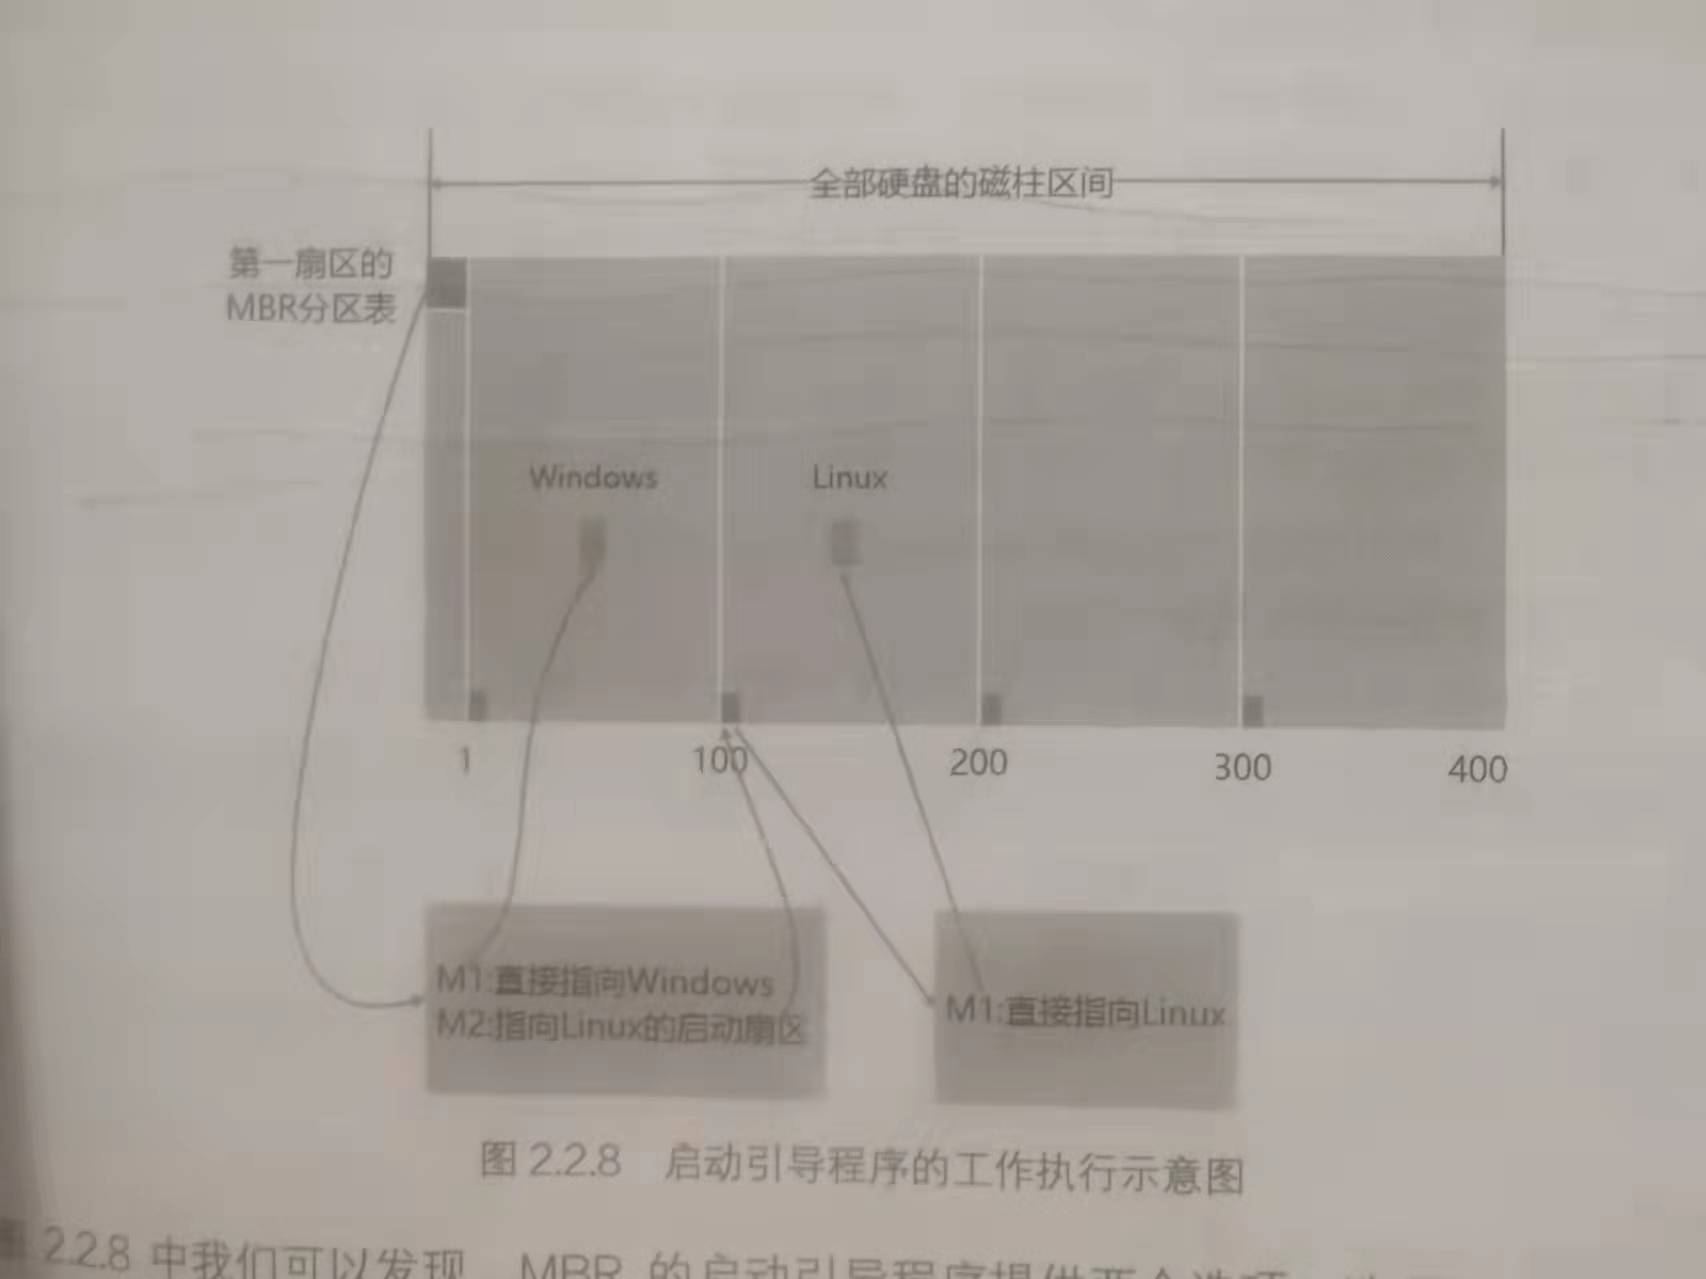 全部硬盘的磁柱区间
第一扇区的
MBR分区表
Windows
Linux
1
100
200
300
400
M1:直接指向Windows
M2:指向Linux的启动扇区
M1:直接指向Linux
图 2.2.8 启动引导程序的工作执行示意图
2.2.8 中我们可以发现 MBR 的启动引导程序提供两个选项